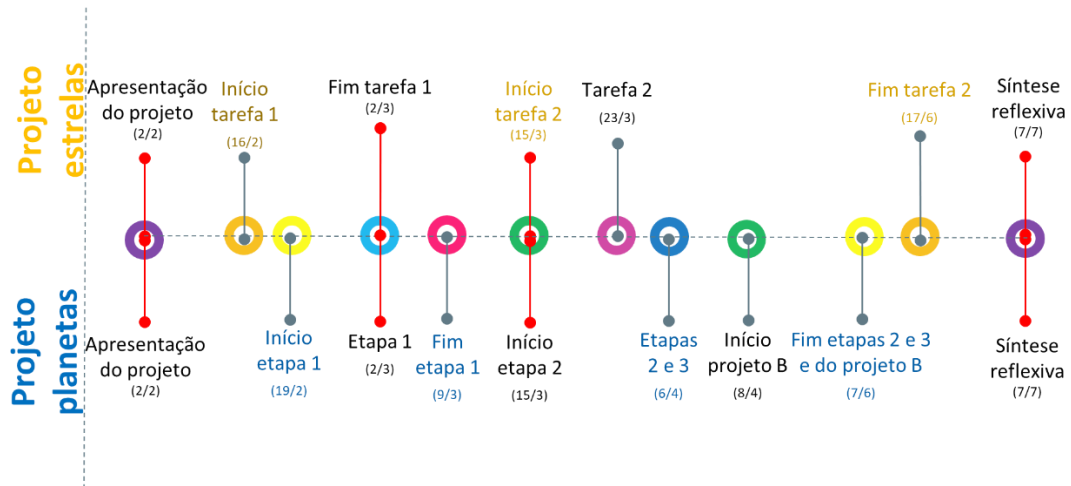 Projeto
estrelas
Apresentação
do projeto
(2/2)
Início
tarefa 1
(16/2)
Fim tarefa 1
(2/3)
Início
tarefa 2
(15/3)
Tarefa 2
(23/3)
Fim tarefa 2
(17/6)
Síntese
reflexiva
(7/7)
Projeto
planetas
Apresentação
do projeto
(2/2)
Início
etapa 1
(19/2)
Etapa 1
(2/3)
Fim
etapa 1
(9/3)
Início
etapa 2
(15/3)
Etapas
2 e 3
(6/4)
Início
projeto B
(8/4)
Fim etapas 2 e 3
e do projeto B
(7/6)
Síntese
reflexiva
(7/7)